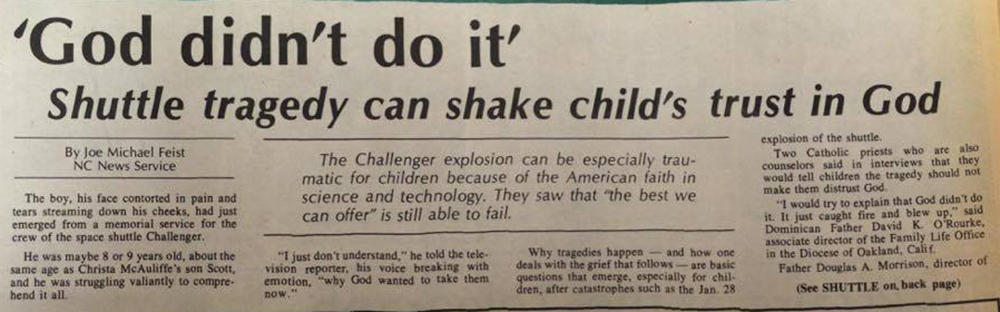 'God didn't do it'
Shuttle tragedy can shake child's trust in God
By Joe Michael Feist
NC News Service
The boy, his face contorted in pain and
tears streaming down his cheeks, had just
emerged from a memorial service for the
crew of the space shuttle Challenger.
He was maybe 8 or 9 years old, about the
same age as Christa McAuliffe's son Scott,
and he was struggling valiantly to compre-
hend it all.
The Challenger explosion can be especially trau-
matic for children because of the American faith in
science and technology. They saw that "the best we
can offer" is still able to fail.
"I just don't understand," he told the tele-
vision reporter, his voice breaking with
emotion, "why God wanted to take them
now."
Why tragedies happen — and how one
deals with the grief that follows — are basic
questions that emerge, especially for chil-
dren, after catastrophes such as the Jan. 28
explosion of the shuttle.
Two Catholic priests who are also
counselors said in interviews that they
would tell children the tragedy should not
make them distrust God.
"I would try to explain that God didn't do
it. It just caught fire and blew up," said
Dominican Father David K. O'Rourke,
associate director of the Family Life Office
in the Diocese of Oakland, Calif.
Father Douglas A. Morrison, director of
(See SHUTTLE on back page)